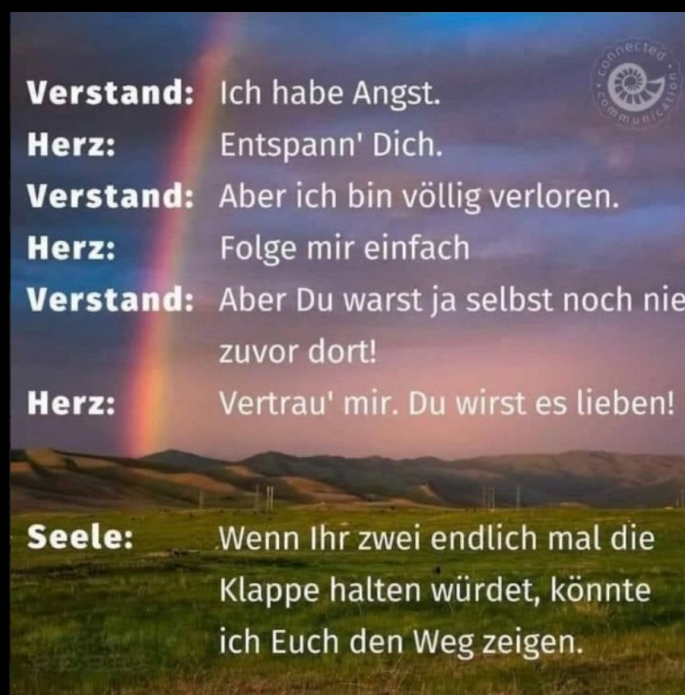 connected communication
Verstand: Ich habe Angst.
Herz: Entspann' Dich.
Verstand: Aber ich bin völlig verloren.
Herz: Folge mir einfach
Verstand: Aber Du warst ja selbst noch nie
zuvor dort!
Herz: Vertrau' mir. Du wirst es lieben!
Seele: Wenn Ihr zwei endlich mal die
Klappe halten würdet, könnte
ich Euch den Weg zeigen.